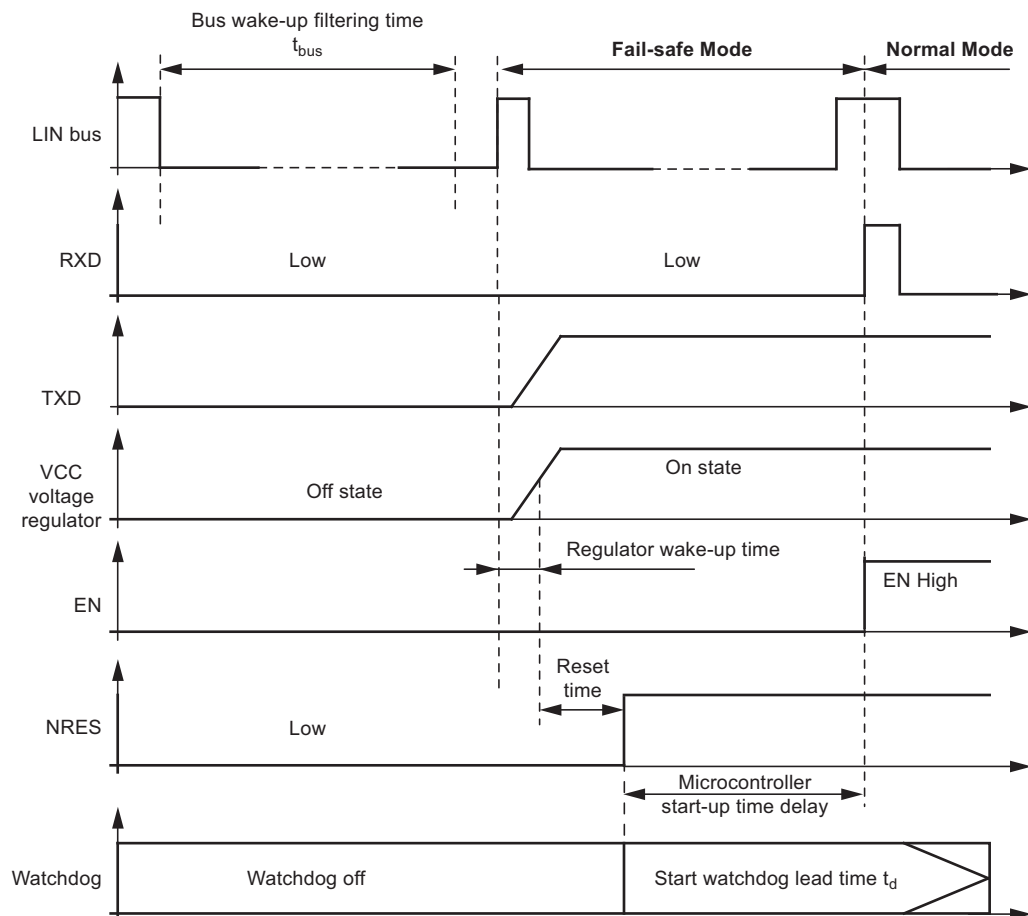 Bus wake-up filtering time
tbus
Fail-safe Mode
Normal Mode
LIN bus
RXD
Low
Low
TXD
VCC
voltage
regulator
Off state
On state
Regulator wake-up time
EN
EN High
Reset
time
NRES
Low
Microcontroller
start-up time delay
Watchdog
Watchdog off
Start watchdog lead time td